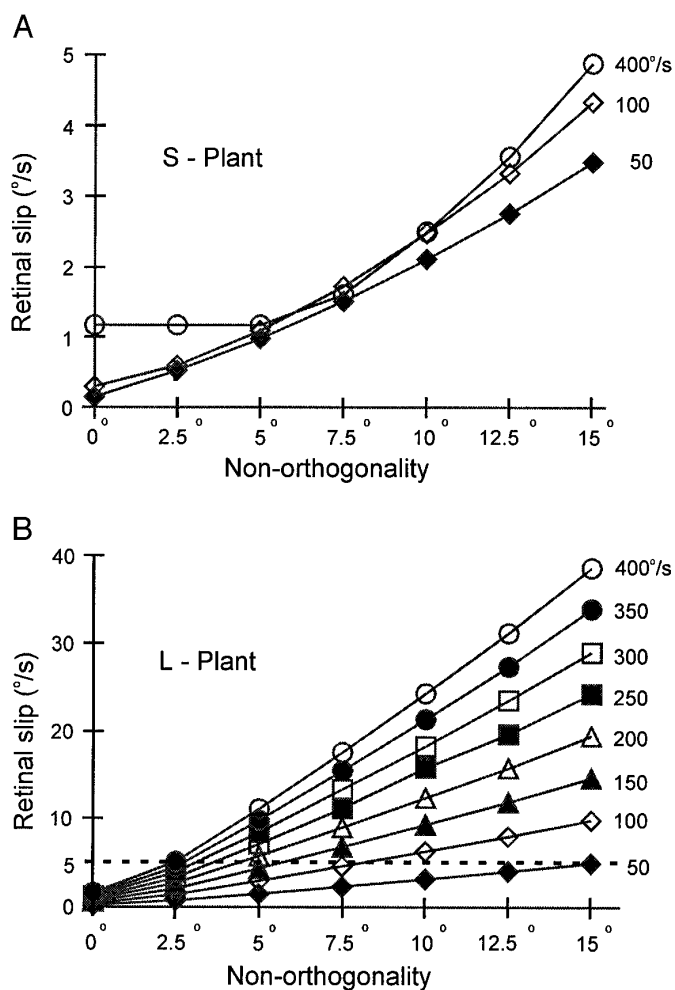 A
Retinal slip (°/s)
5
4
3
2
1
0
S - Plant
400°/s
100
50
0° 2.5° 5° 7.5° 10° 12.5° 15°
Non-orthogonality
B
Retinal slip (°/s)
40
30
20
10
5
0
L - Plant
400°/s
350
300
250
200
150
100
50
0° 2.5° 5° 7.5° 10° 12.5° 15°
Non-orthogonality